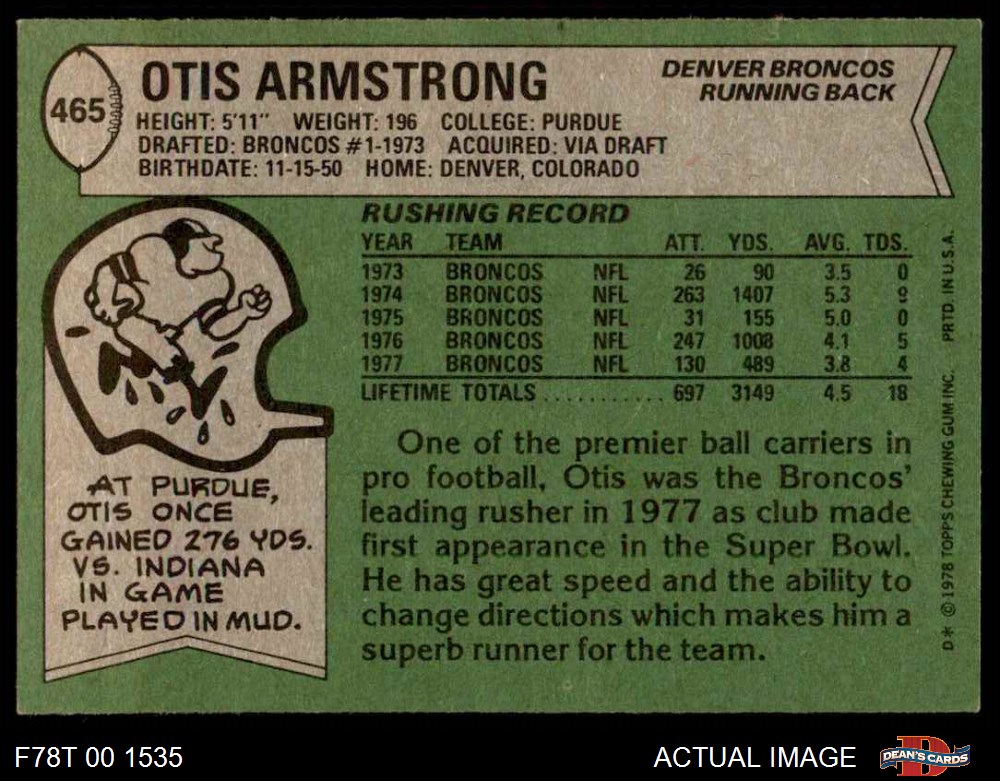 465
OTIS ARMSTRONG
DENVER BRONCOS
RUNNING BACK
HEIGHT: 5'11" WEIGHT: 196 COLLEGE: PURDUE
DRAFTED: BRONCOS #1-1973 ACQUIRED: VIA DRAFT
BIRTHDATE: 11-15-50 HOME: DENVER, COLORADO
RUSHING RECORD
YEAR TEAM ATT. YDS. AVG. TDS.
1973 BRONCOS NFL 26 90 3.5 0
1974 BRONCOS NFL 263 1407 5.3 9
1975 BRONCOS NFL 31 155 5.0 0
1976 BRONCOS NFL 247 1008 4.1 5
1977 BRONCOS NFL 130 489 3.8 4
LIFETIME TOTALS ........... 697 3149 4.5 18
AT PURDUE,
OTIS ONCE
GAINED 276 YDS.
VS. INDIANA
IN GAME
PLAYED IN MUD.
One of the premier ball carriers in
pro football, Otis was the Broncos'
leading rusher in 1977 as club made
first appearance in the Super Bowl.
He has great speed and the ability to
change directions which makes him a
superb runner for the team.
D* © 1978 TOPPS CHEWING GUM INC. PRTD. IN U.S.A.
F78T 00 1535
ACTUAL IMAGE
DEAN'S CARDS